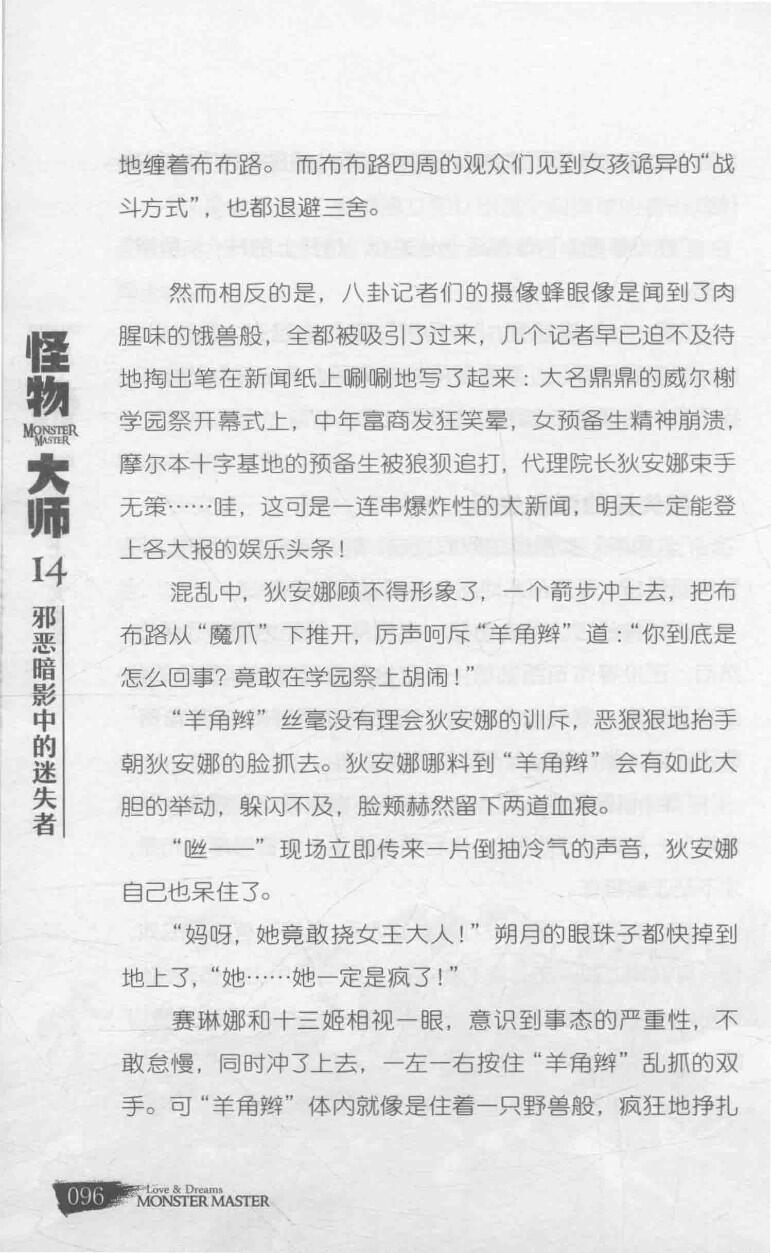 地缠着布布路。而布布路四周的观众们见到女孩诡异的“战
斗方式”，也都退避三舍。
然而相反的是，八卦记者们的摄像蜂眼像是闻到了肉
腥味的饿兽般，全都被吸引了过来，几个记者早已迫不及待
地掏出笔在新闻纸上唰唰地写了起来：大名鼎鼎的威尔榭
学园祭开幕式上，中年富商发狂笑晕，女预备生精神崩溃，
摩尔本十字基地的预备生被狼狈追打，代理院长狄安娜束手
无策……哇，这可是一连串爆炸性的大新闻，明天一定能登
上各大报的娱乐头条！
混乱中，狄安娜顾不得形象了，一个箭步冲上去，把布
布路从“魔爪”下推开，厉声呵斥“羊角辫”道：“你到底是
怎么回事？竟敢在学园祭上胡闹！”
“羊角辫”丝毫没有理会狄安娜的训斥，恶狠狠地抬手
朝狄安娜的脸抓去。狄安娜哪料到“羊角辫”会有如此大
胆的举动，躲闪不及，脸颊赫然留下两道血痕。
“咝——”现场立即传来一片倒抽冷气的声音，狄安娜
自己也呆住了。
“妈呀，她竟敢挠女王大人！”朔月的眼珠子都快掉到
地上了，“她……她一定是疯了！”
赛琳娜和十三姬相视一眼，意识到事态的严重性，不
敢怠慢，同时冲了上去，一左一右按住“羊角辫”乱抓的双
手。可“羊角辫”体内就像是住着一只野兽般，疯狂地挣扎
怪物
MONSTER
MASTER
大师
14
邪恶暗影中的迷失者
096
Love & Dreams
MONSTER MASTER